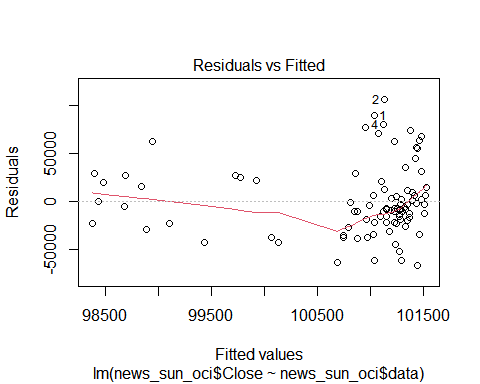 Residuals vs Fitted
Residuals
50000
0
-50000
2
1
4
98500
99500
100500
101500
Fitted values
lm(news_sun_oci$Close ~ news_sun_oci$data)